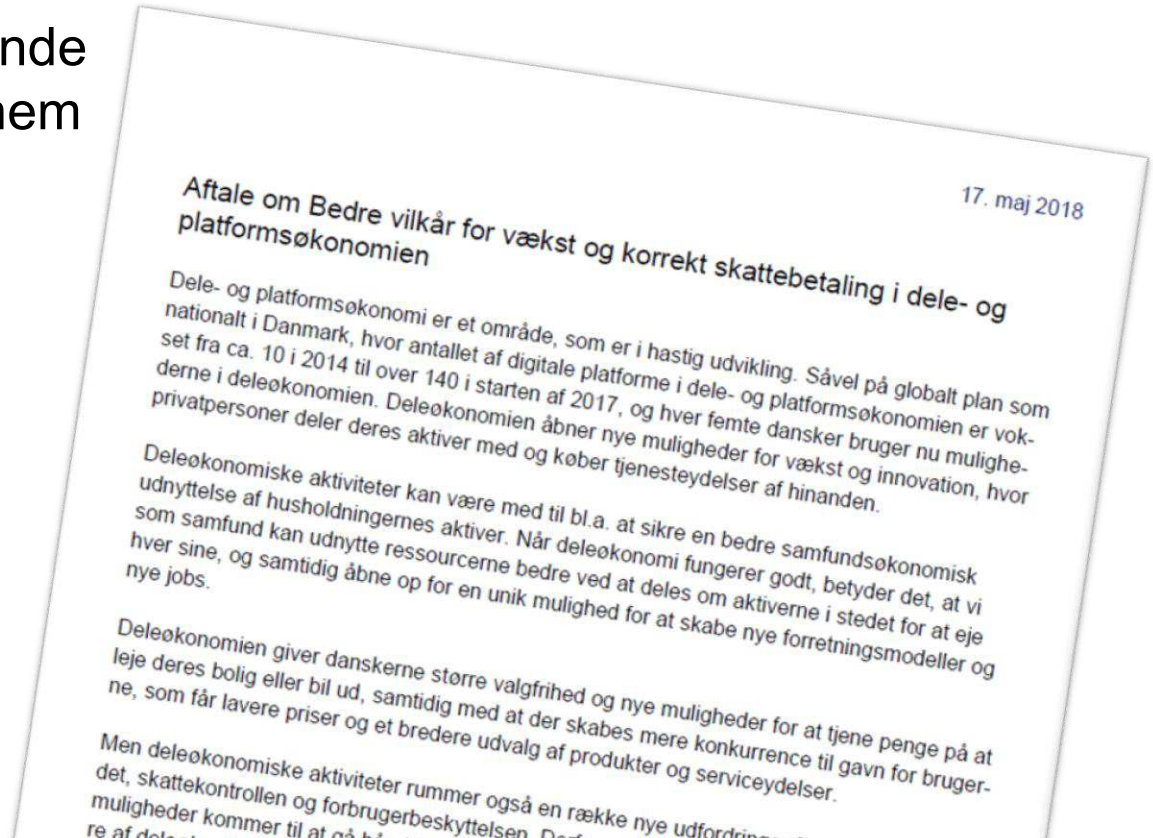 nde
nem
17. maj 2018
Aftale om Bedre vilkår for vækst og korrekt skattebetaling i dele- og
platformsøkonomien
Dele- og platformsøkonomi er et område, som er i hastig udvikling. Såvel på globalt plan som
nationalt i Danmark, hvor antallet af digitale platforme i dele- og platformsøkonomien er vok-
set fra ca. 10 i 2014 til over 140 i starten af 2017, og hver femte dansker bruger nu mulighe-
derne i deleøkonomien. Deleøkonomien åbner nye muligheder for vækst og innovation, hvor
privatpersoner deler deres aktiver med og køber tjenesteydelser af hinanden.
Deleøkonomiske aktiviteter kan være med til bl.a. at sikre en bedre samfundsøkonomisk
udnyttelse af husholdningernes aktiver. Når deleøkonomi fungerer godt, betyder det, at vi
som samfund kan udnytte ressourcerne bedre ved at deles om aktiverne i stedet for at eje
hver sine, og samtidig åbne op for en unik mulighed for at skabe nye forretningsmodeller og
nye jobs.
Deleøkonomien giver danskerne større valgfrihed og nye muligheder for at tjene penge på at
leje deres bolig eller bil ud, samtidig med at der skabes mere konkurrence til gavn for bruger-
ne, som får lavere priser og et bredere udvalg af produkter og serviceydelser.
Men deleøkonomiske aktiviteter rummer også en række nye
det, skattekontrollen og forbrugerbeskyttelsen.
muligheder kommer til at gå
re af